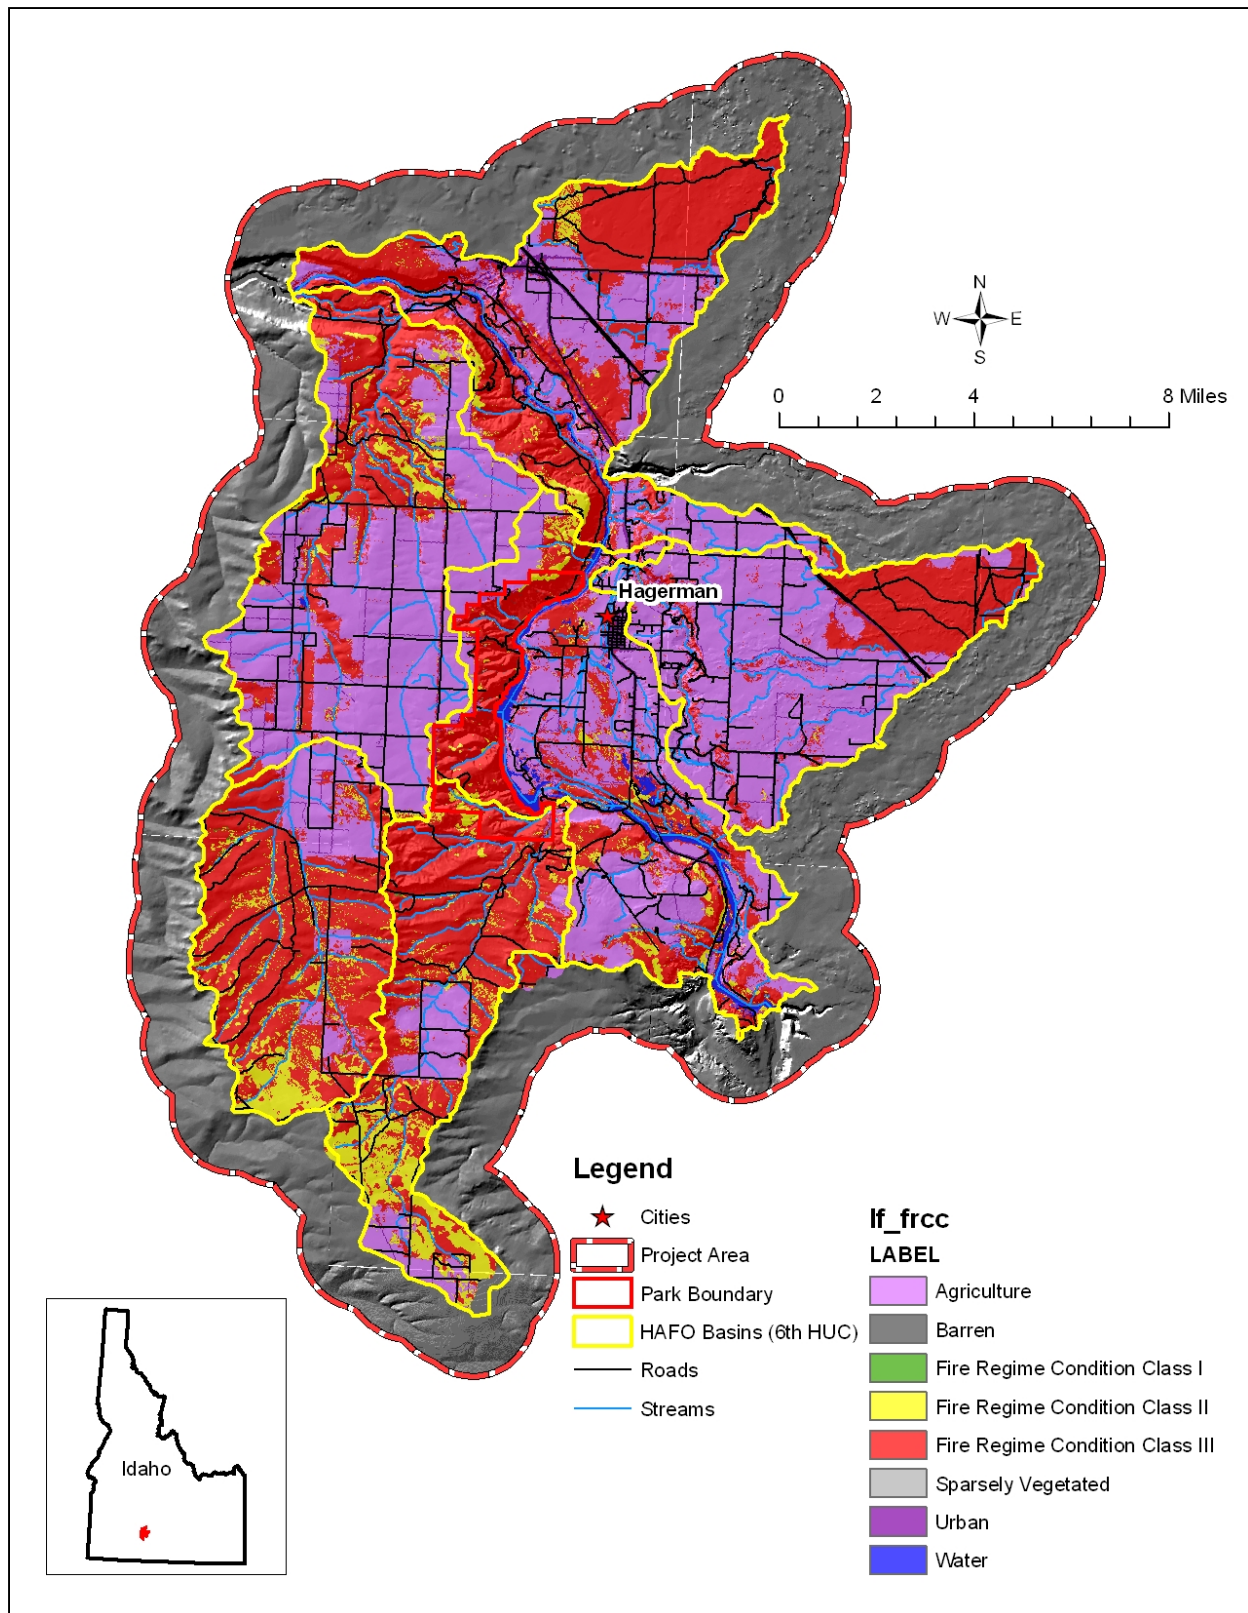 N
W E
S
0 2 4 8 Miles
Hagerman
Legend
Cities
Project Area
Park Boundary
HAFO Basins (6th HUC)
Roads
Streams
lf_frcc
LABEL
Agriculture
Barren
Fire Regime Condition Class I
Fire Regime Condition Class II
Fire Regime Condition Class III
Sparsely Vegetated
Urban
Water
Idaho